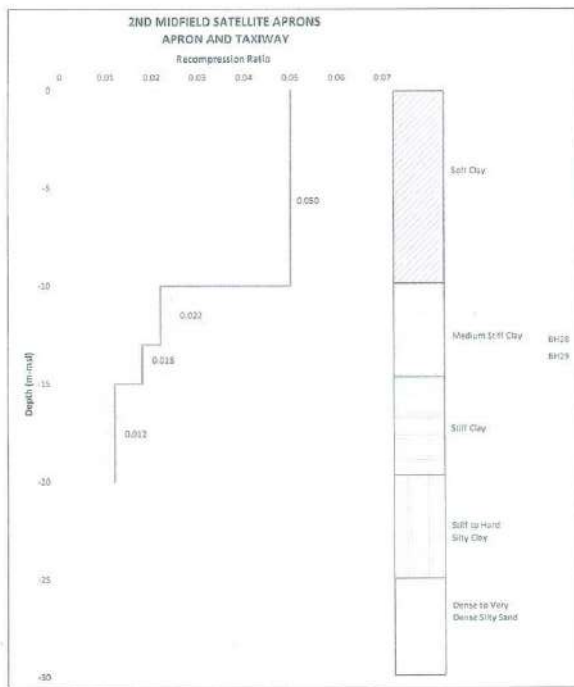 2ND MIDFIELD SATELLITE APRONS
APRON AND TAXIWAY
Recompression Ratio
0 0.01 0.02 0.03 0.04 0.05 0.06 0.07
0
-5
-10
-15
-20
-25
-30
Depth (m-msl)
0.050
0.022
0.018
0.012
Soft Clay
Medium Stiff Clay
BH28
BH29
Stiff Clay
Stiff to Hard
Silty Clay
Dense to Very
Dense Silty Sand